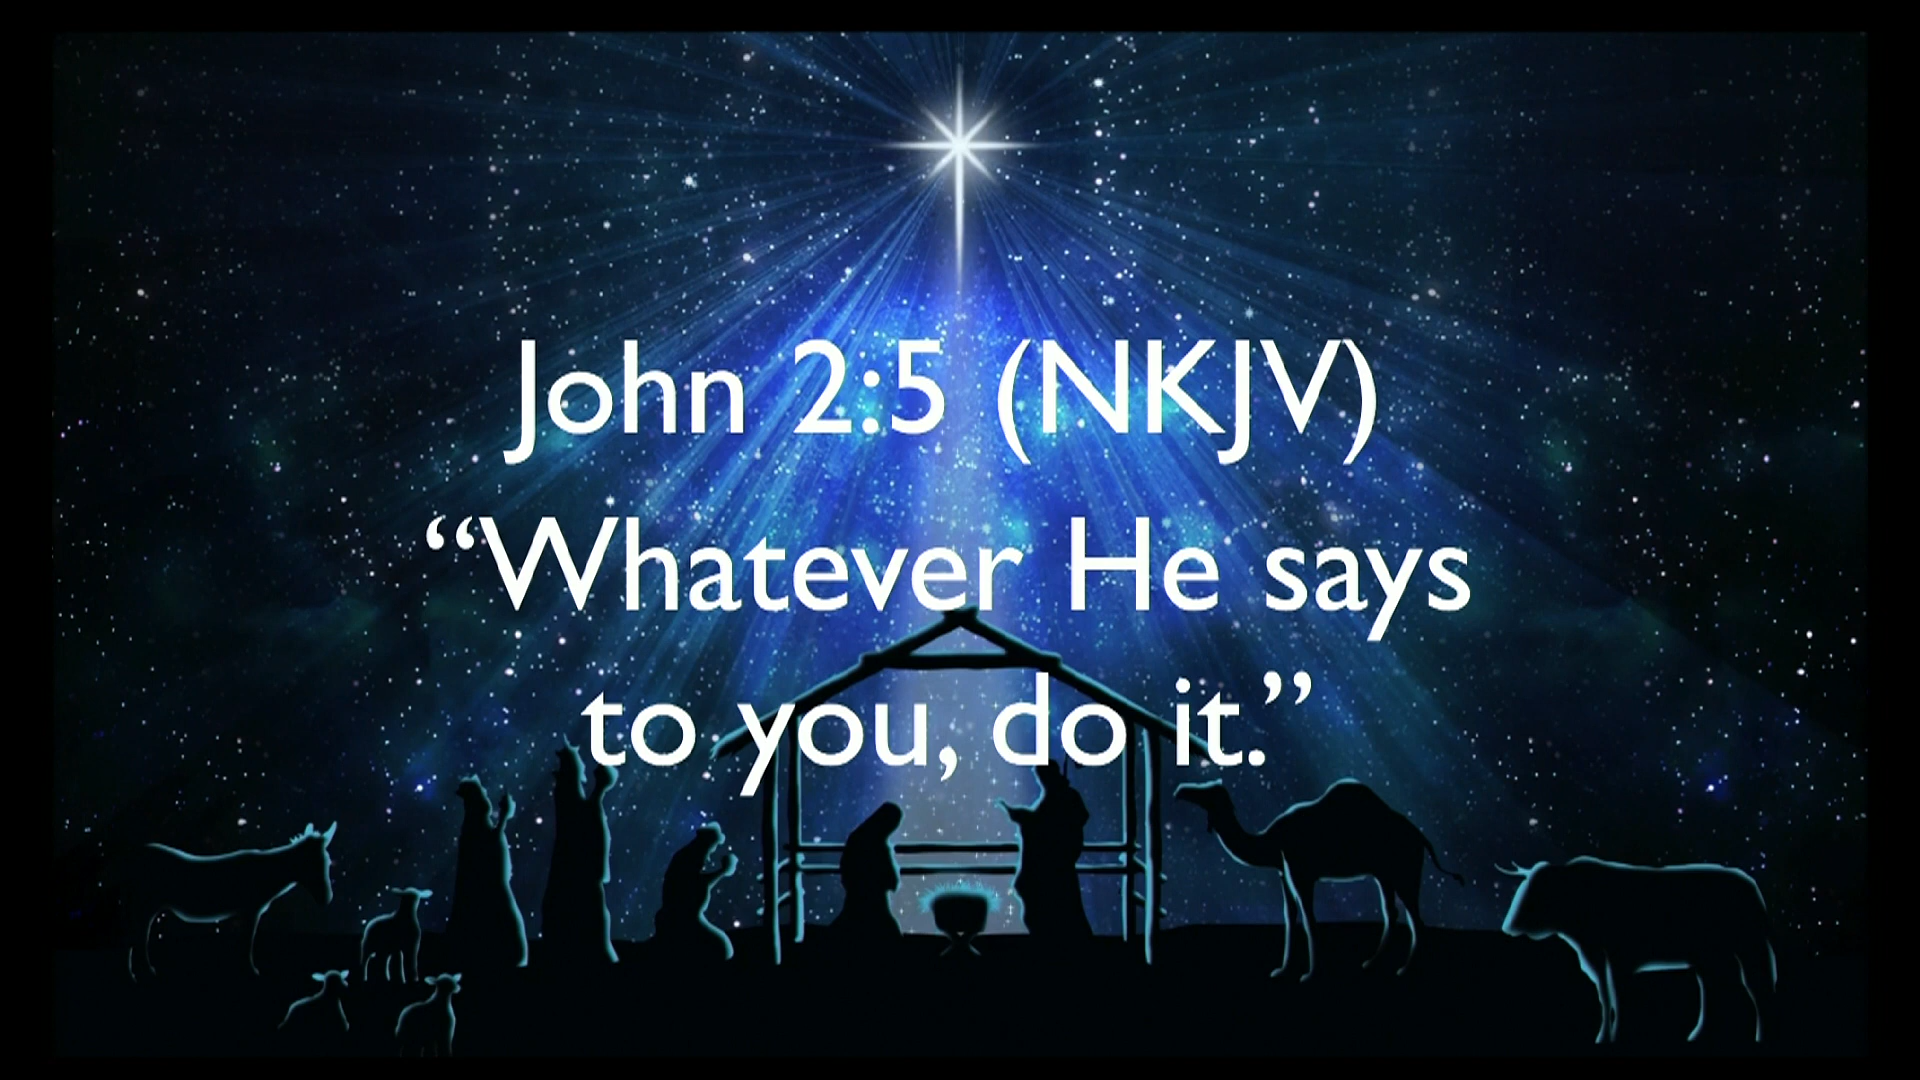 John 2:5 (NKJV)
“Whatever He says
to you, do it.”